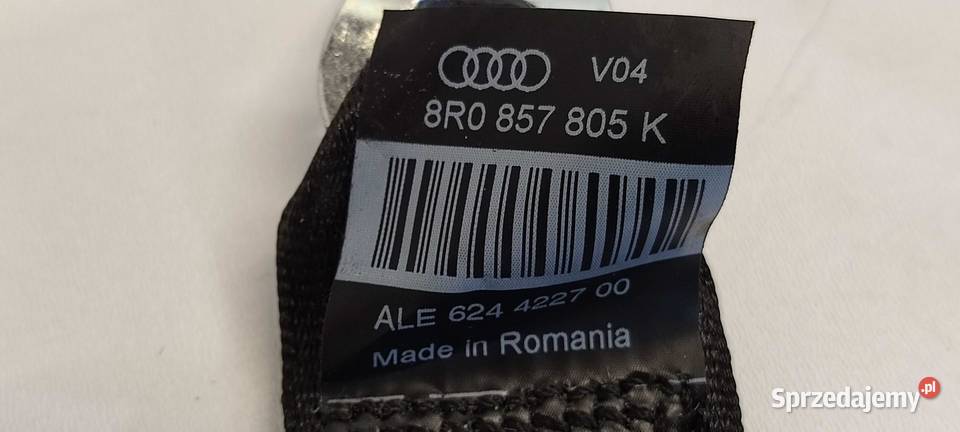 V04
8R0 857 805 K
ALE 624 4227 00
Made in Romania
Sprzedajemy.pl